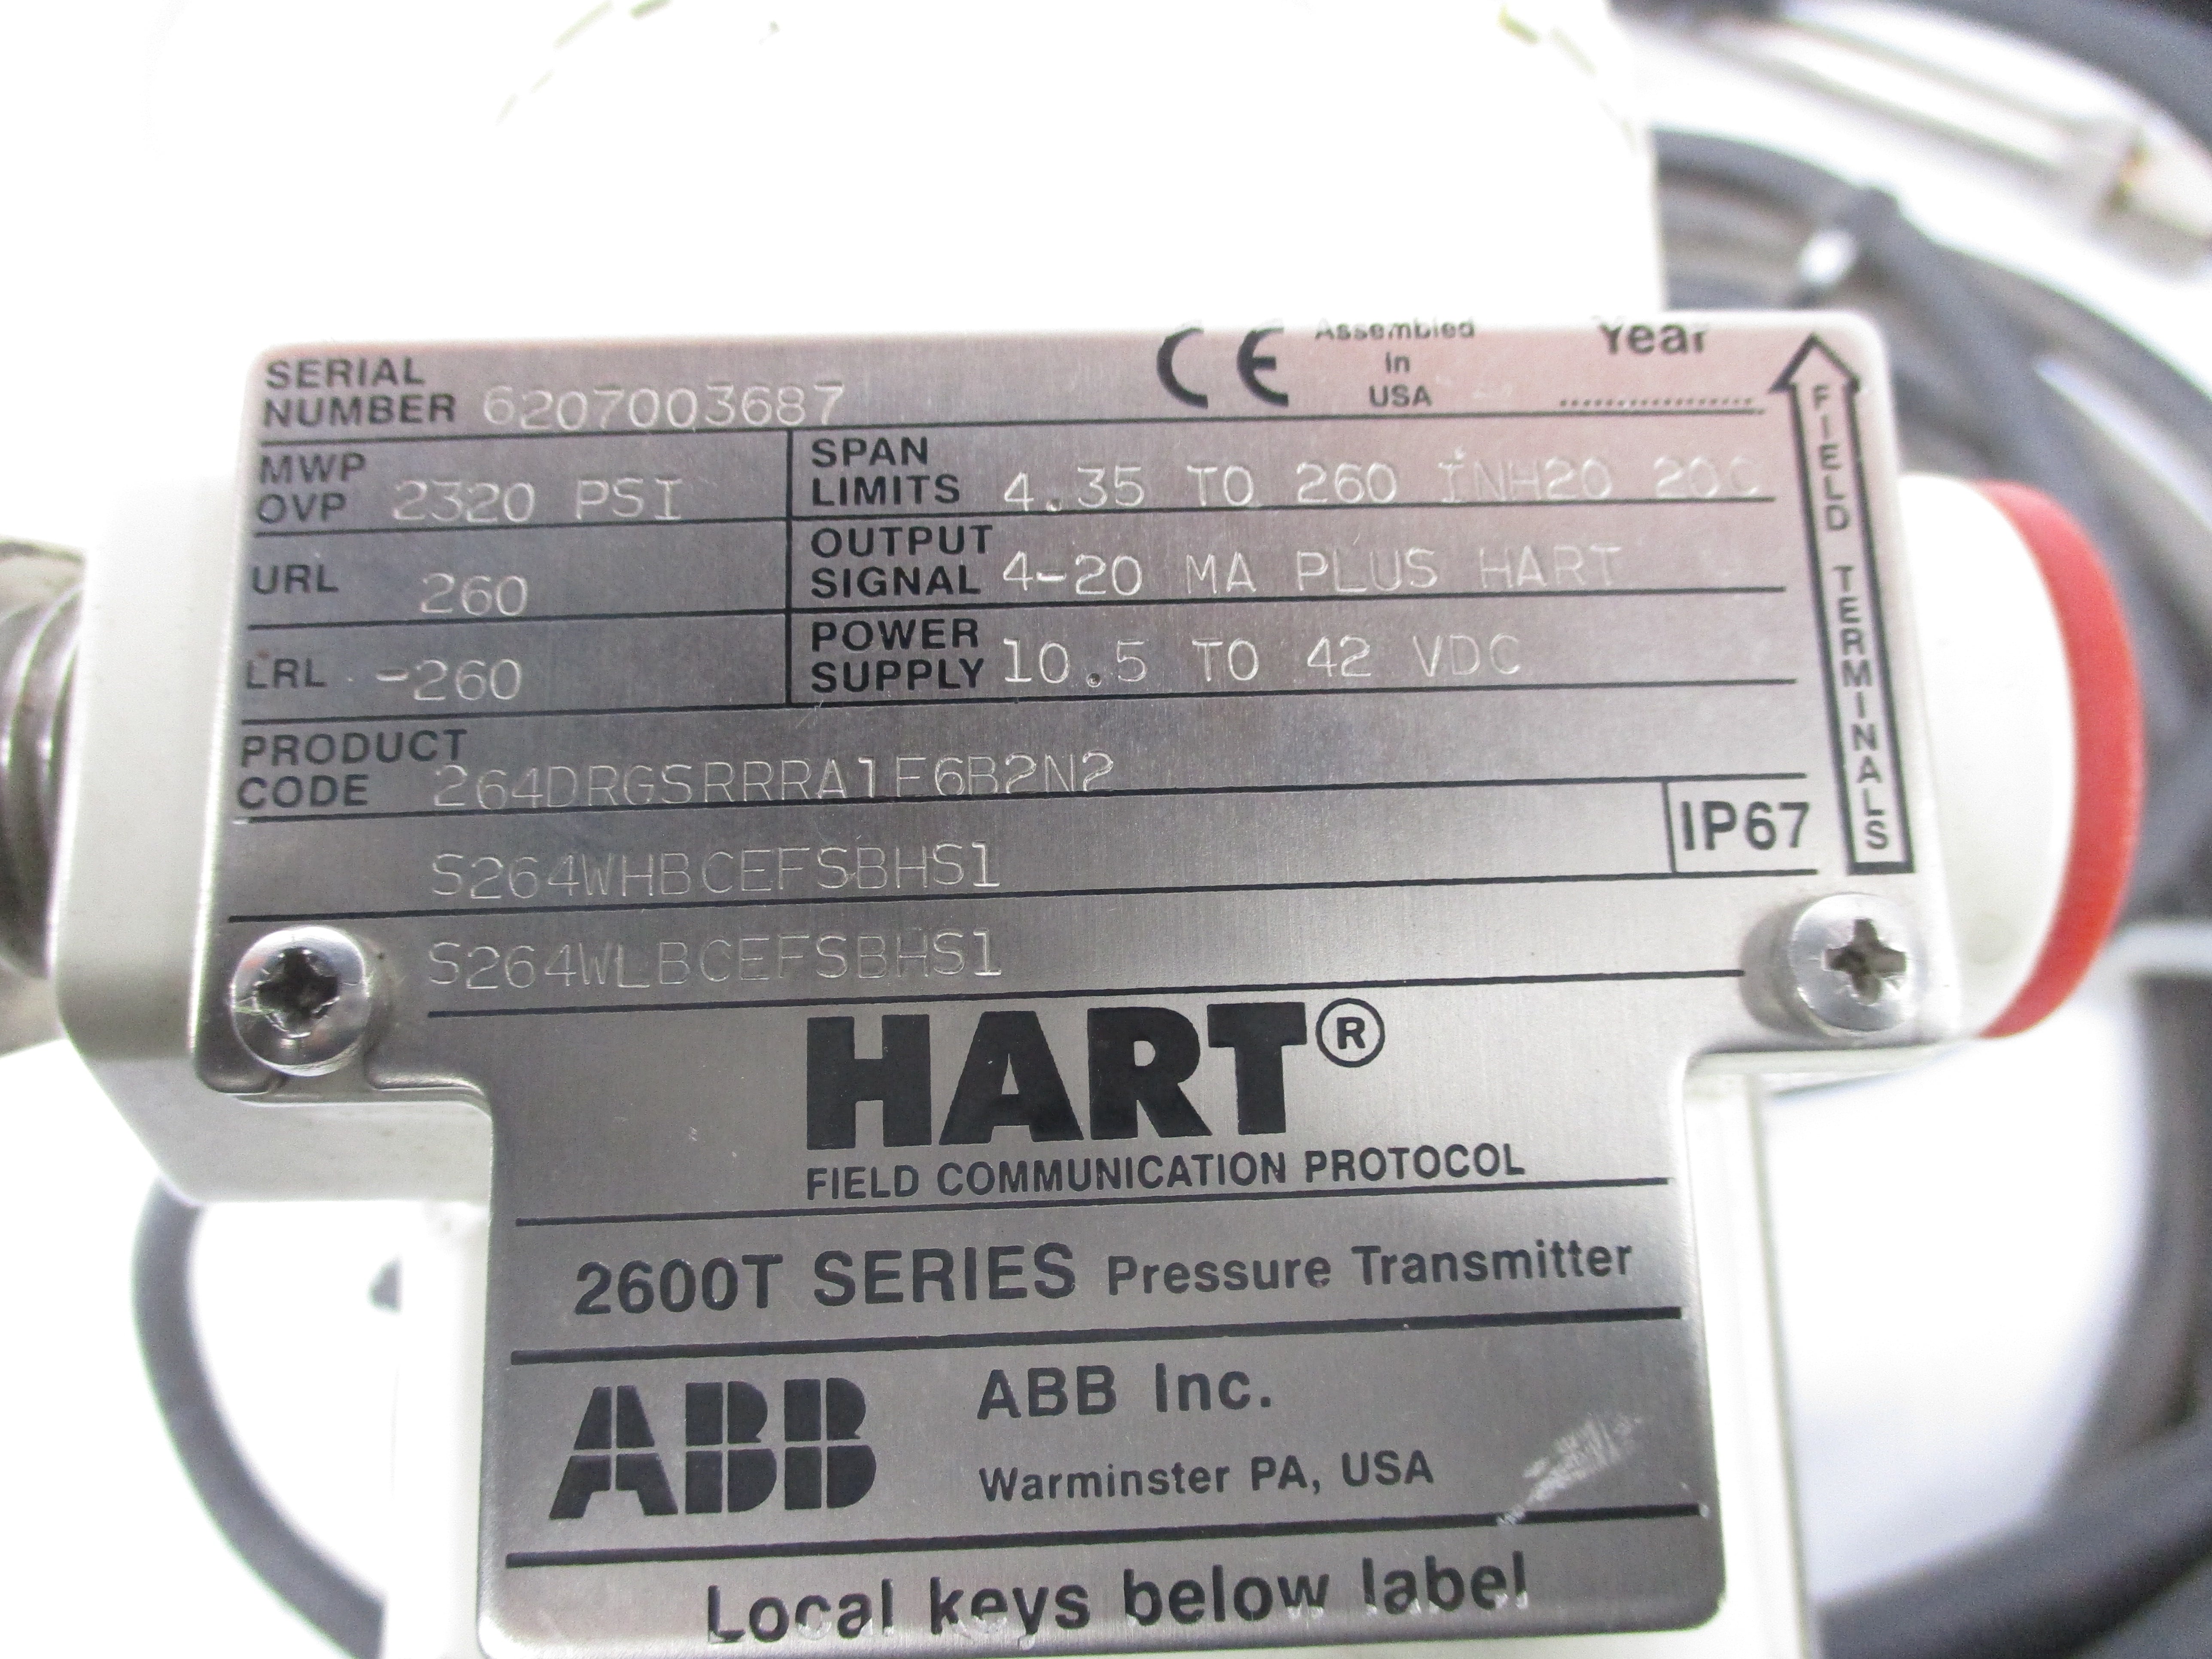 SERIAL NUMBER 6207003687
CE Assembled in USA
Year
MWP OVP 2320 PSI
SPAN LIMITS 4.35 TO 260 INH20 20C
URL 260
OUTPUT SIGNAL 4-20 MA PLUS HART
LRL -260
POWER SUPPLY 10.5 TO 42 VDC
PRODUCT CODE 264DRGSRRRA1E6B2N2
S264WHBCEFSBHS1
IP67
S264WLBCEFSBHS1
FIELD TERMINALS
HART®
FIELD COMMUNICATION PROTOCOL
2600T SERIES Pressure Transmitter
ABB ABB Inc.
Warminster PA, USA
Local keys below label